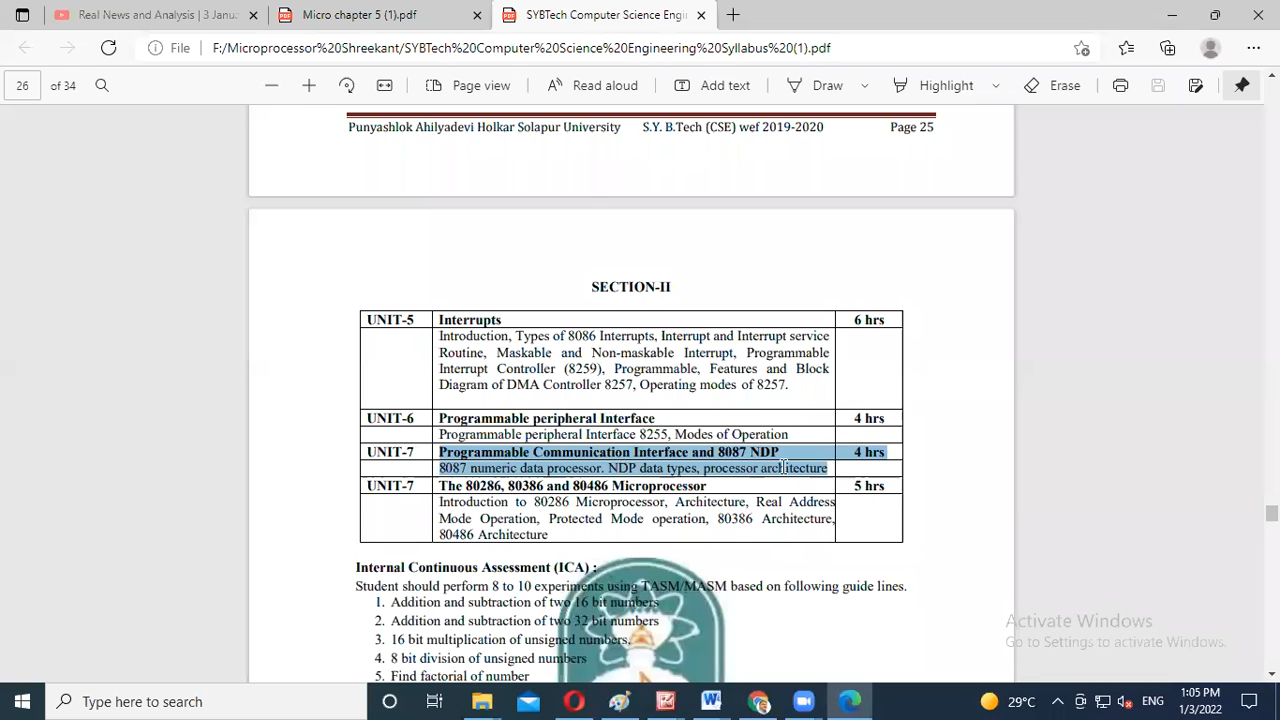 Real News and Analysis | 3 Janu
Micro chapter 5 (1).pdf
SYBTech Computer Science Engi
File
F:/Microprocessor%20Shreekant/SYBTech%20Computer%20Science%20Engineering%20Syllabus%20(1).pdf
26 of 34
Page view
Read aloud
Add text
Draw
Highlight
Erase
Punyashlok Ahilyadevi Holkar Solapur University S.Y. B.Tech (CSE) wef 2019-2020 Page 25
SECTION-II
UNIT-5 Interrupts 6 hrs
Introduction, Types of 8086 Interrupts, Interrupt and Interrupt service
Routine, Maskable and Non-maskable Interrupt, Programmable
Interrupt Controller (8259), Programmable, Features and Block
Diagram of DMA Controller 8257, Operating modes of 8257.
UNIT-6 Programmable peripheral Interface 4 hrs
Programmable peripheral Interface 8255, Modes of Operation
UNIT-7 Programmable Communication Interface and 8087 NDP 4 hrs
8087 numeric data processor. NDP data types, processor architecture
UNIT-7 The 80286, 80386 and 80486 Microprocessor 5 hrs
Introduction to 80286 Microprocessor, Architecture, Real Address
Mode Operation, Protected Mode operation, 80386 Architecture,
80486 Architecture
Internal Continuous Assessment (ICA) :
Student should perform 8 to 10 experiments using TASM/MASM based on following guide lines.
1. Addition and subtraction of two 16 bit numbers
2. Addition and subtraction of two 32 bit numbers
3. 16 bit multiplication of unsigned numbers.
4. 8 bit division of unsigned numbers
5. Find factorial of number
Activate Windows
Go to Settings to activate Windows.
Type here to search
29°C
ENG
1:05 PM
1/3/2022